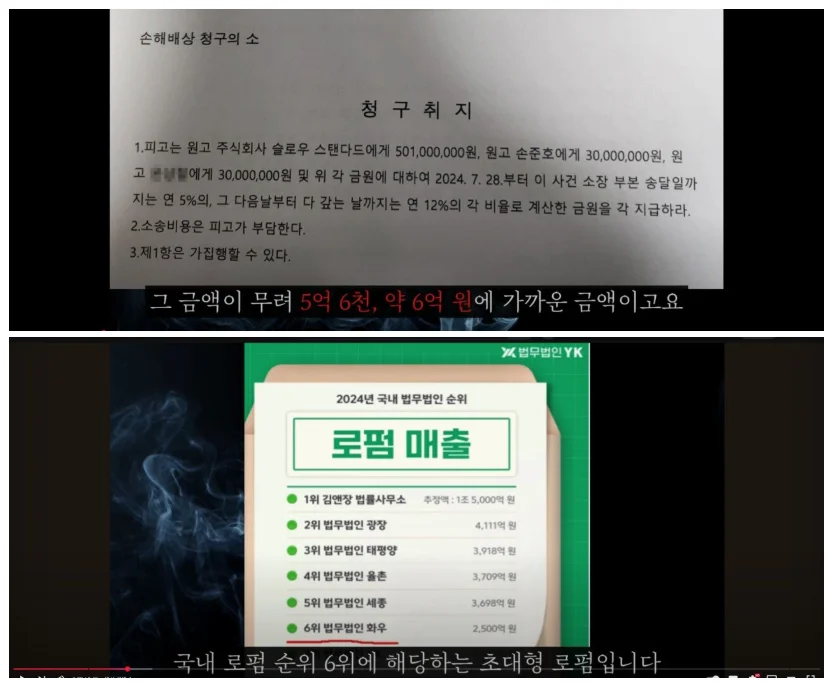 손해배상 청구의 소
청 구 취 지
1.피고는 원고 주식회사 슬로우 스탠다드에게 501,000,000원, 원고 손준호에게 30,000,000원, 원
고 에게 30,000,000원 및 위 각 금원에 대하여 2024. 7. 28.부터 이 사건 소장 부본 송달일까
지는 연 5%의, 그 다음날부터 다 갚는 날까지는 연 12%의 각 비율로 계산한 금원을 각 지급하라.
2.소송비용은 피고가 부담한다.
3.제1항은 가집행할 수 있다.
그 금액이 무려 5억 6천, 약 6억 원에 가까운 금액이고요
법무법인 YK
2024년 국내 법무법인 순위
로펌 매출
1위 김앤장 법률사무소 추정액 : 1조 5,000억 원
2위 법무법인 광장 4,111억 원
3위 법무법인 태평양 3,918억 원
4위 법무법인 율촌 3,709억 원
5위 법무법인 세종 3,698억 원
6위 법무법인 화우 2,500억 원
국내 로펌 순위 6위에 해당하는 초대형 로펌입니다